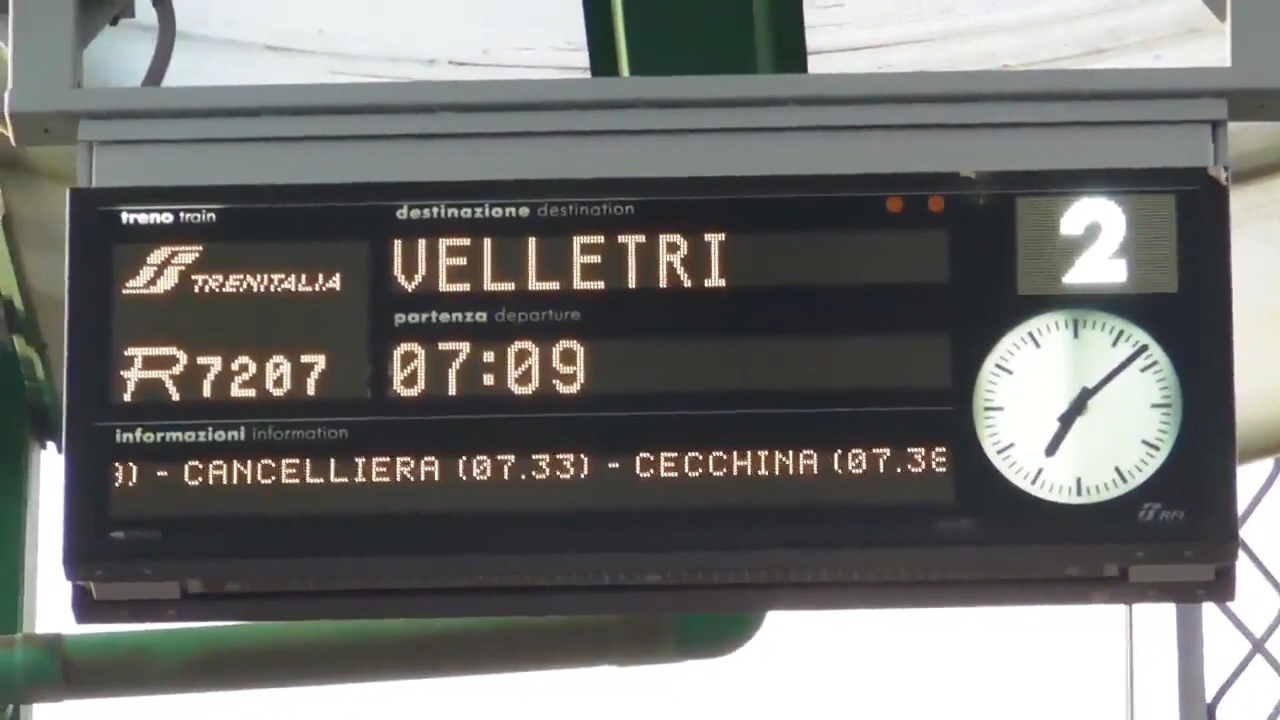 treno train
destinazione destination
2
TRENITALIA
VELLETRI
partenza departure
R 7207
07:09
informazioni information
)) - CANCELLIERA (07.33) - CECCHINA (07.38
RFI